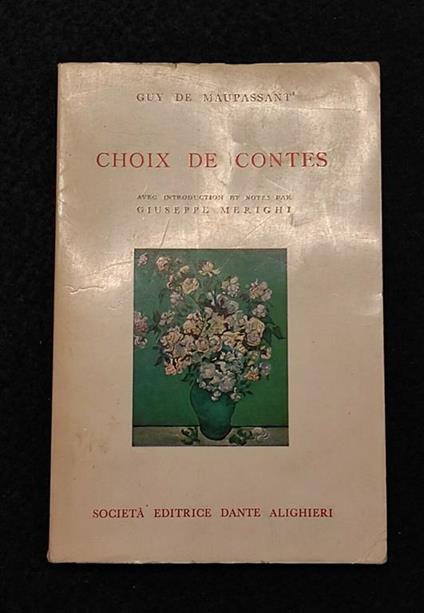 GUY DE MAUPASSANT
CHOIX DE CONTES
AVEC INTRODUCTION ET NOTES PAR
GIUSEPPE MERIGHI
SOCIETÀ EDITRICE DANTE ALIGHIERI